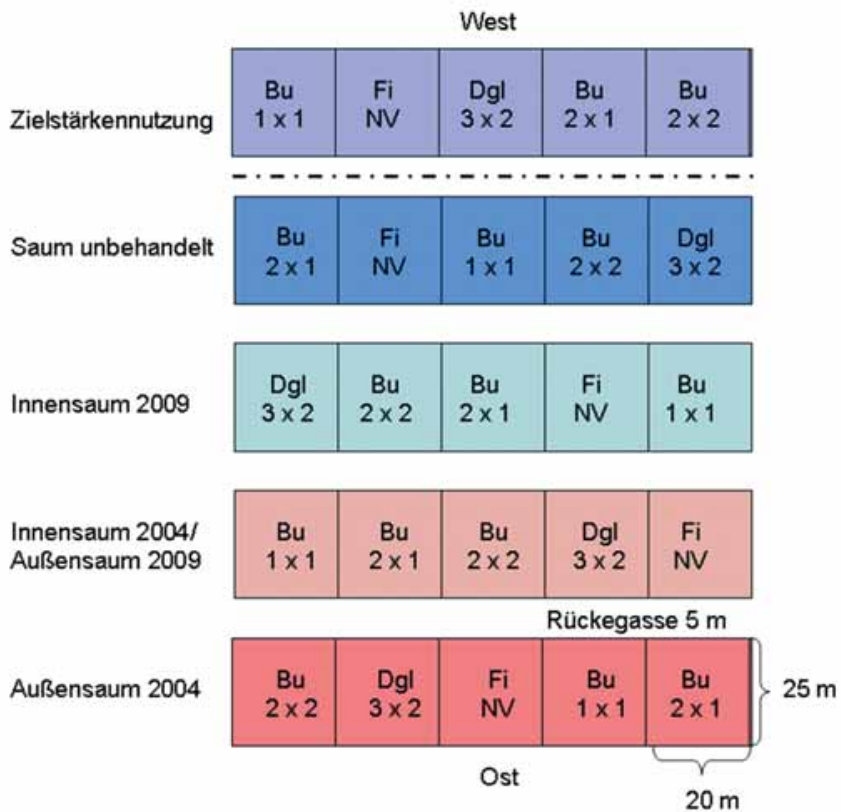 West
Zielstärkennutzung
Bu Fi Dgl Bu Bu
1 x 1 NV 3 x 2 2 x 1 2 x 2
Saum unbehandelt
Bu Fi Bu Bu Dgl
2 x 1 NV 1 x 1 2 x 2 3 x 2
Innensaum 2009
Dgl Bu Bu Fi Bu
3 x 2 2 x 2 2 x 1 NV 1 x 1
Innensaum 2004/
Außensaum 2009
Bu Bu Bu Dgl Fi
1 x 1 2 x 1 2 x 2 3 x 2 NV
Rückegasse 5 m
Außensaum 2004
Bu Dgl Fi Bu Bu
2 x 2 3 x 2 NV 1 x 1 2 x 1
25 m
Ost
20 m